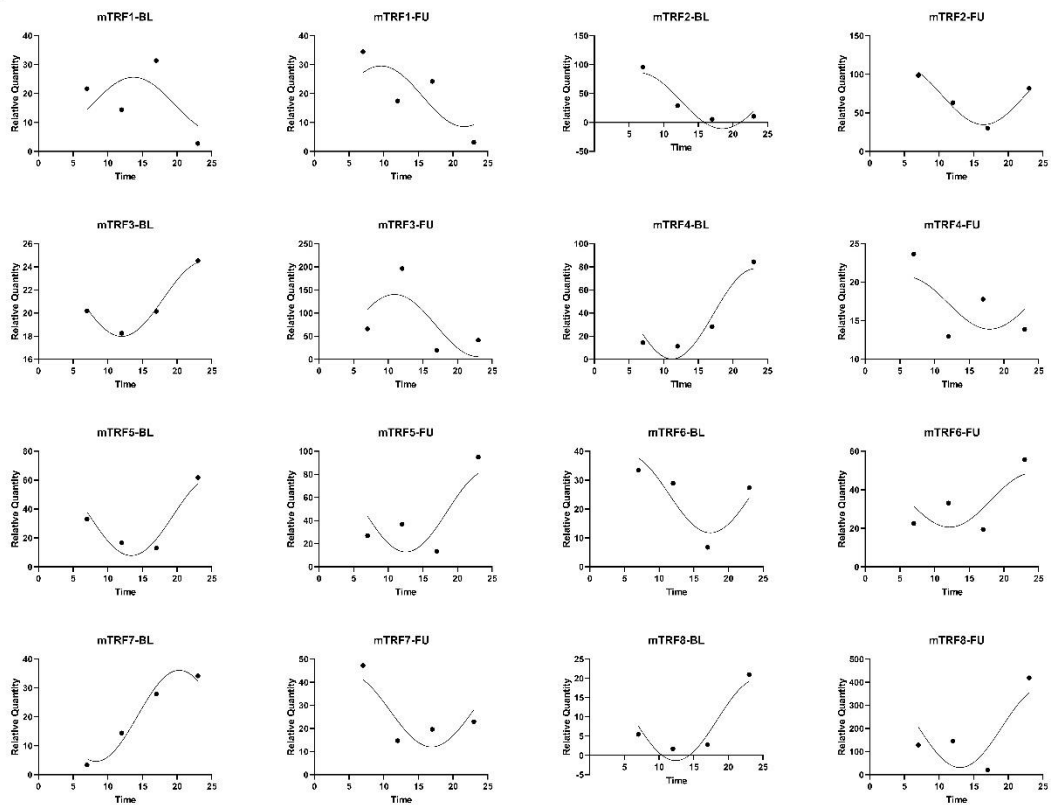 mTRF1-BL
Relative Quantity
40
30
20
10
0
0 5 10 15 20 25
Time
mTRF1-FU
Relative Quantity
40
30
20
10
0
0 5 10 15 20 25
Time
mTRF2-BL
Relative Quantity
150
100
50
0
-50
5 10 15 20 25
Time
mTRF2-FU
Relative Quantity
150
100
50
0
0 5 10 15 20 25
Time
mTRF3-BL
Relative Quantity
26
24
22
20
18
16
0 5 10 15 20 25
Time
mTRF3-FU
Relative Quantity
250
200
150
100
50
0
0 5 10 15 20 25
Time
mTRF4-BL
Relative Quantity
100
80
60
40
20
0
0 5 10 15 20 25
Time
mTRF4-FU
Relative Quantity
25
20
15
10
0 5 10 15 20 25
Time
mTRF5-BL
Relative Quantity
80
60
40
20
0
0 5 10 15 20 25
Time
mTRF5-FU
Relative Quantity
100
80
60
40
20
0
0 5 10 15 20 25
Time
mTRF6-BL
Relative Quantity
40
30
20
10
0
0 5 10 15 20 25
Time
mTRF6-FU
Relative Quantity
60
40
20
0
0 5 10 15 20 25
Time
mTRF7-BL
Relative Quantity
40
30
20
10
0
0 5 10 15 20 25
Time
mTRF7-FU
Relative Quantity
50
40
30
20
10
0
0 5 10 15 20 25
Time
mTRF8-BL
Relative Quantity
25
20
15
10
5
0
-5
5 10 15 20 25
Time
mTRF8-FU
Relative Quantity
500
400
300
200
100
0
0 5 10 15 20 25
Time